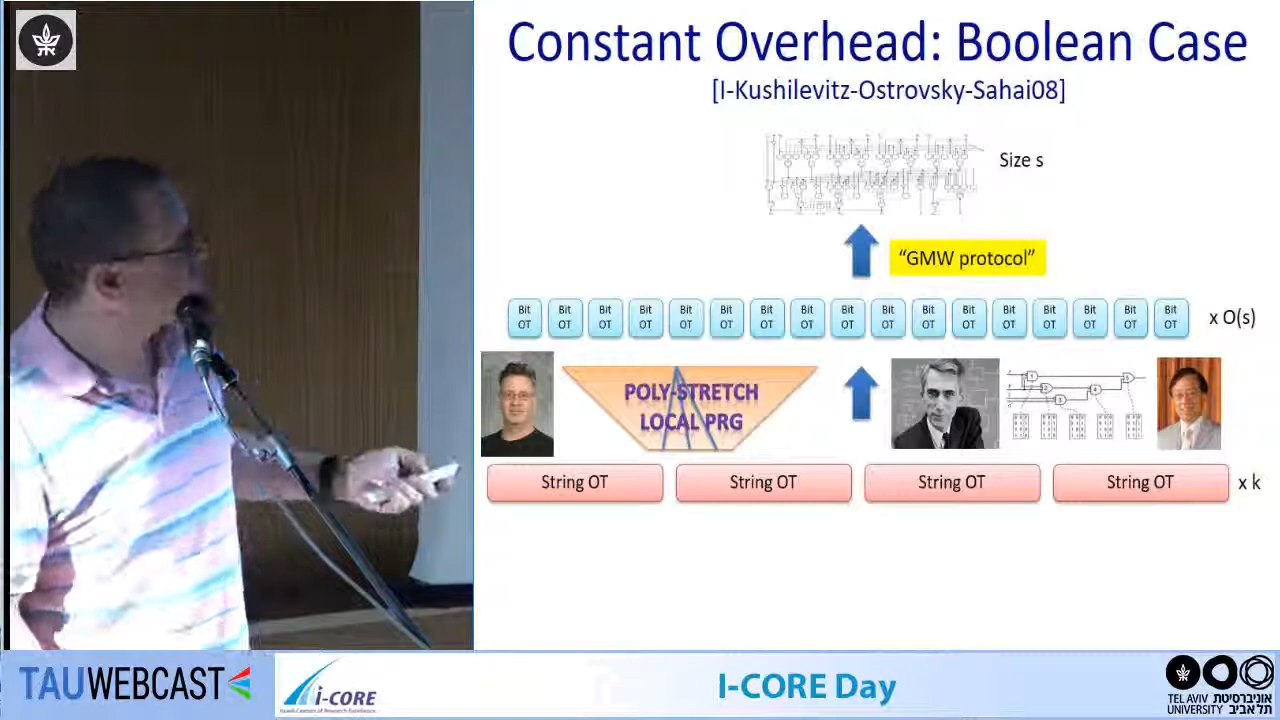 Constant Overhead: Boolean Case
[I-Kushilevitz-Ostrovsky-Sahai08]
Size s
“GMW protocol”
Bit OT Bit OT Bit OT Bit OT Bit OT Bit OT Bit OT Bit OT Bit OT Bit OT Bit OT Bit OT Bit OT Bit OT Bit OT Bit OT Bit OT x O(s)
POLY-STRETCH
LOCAL PRG
String OT String OT String OT String OT x k
TAUWEBCAST
i-CORE
I-CORE Day
TEL AVIV אוניברסיטת
UNIVERSITY תל אביב